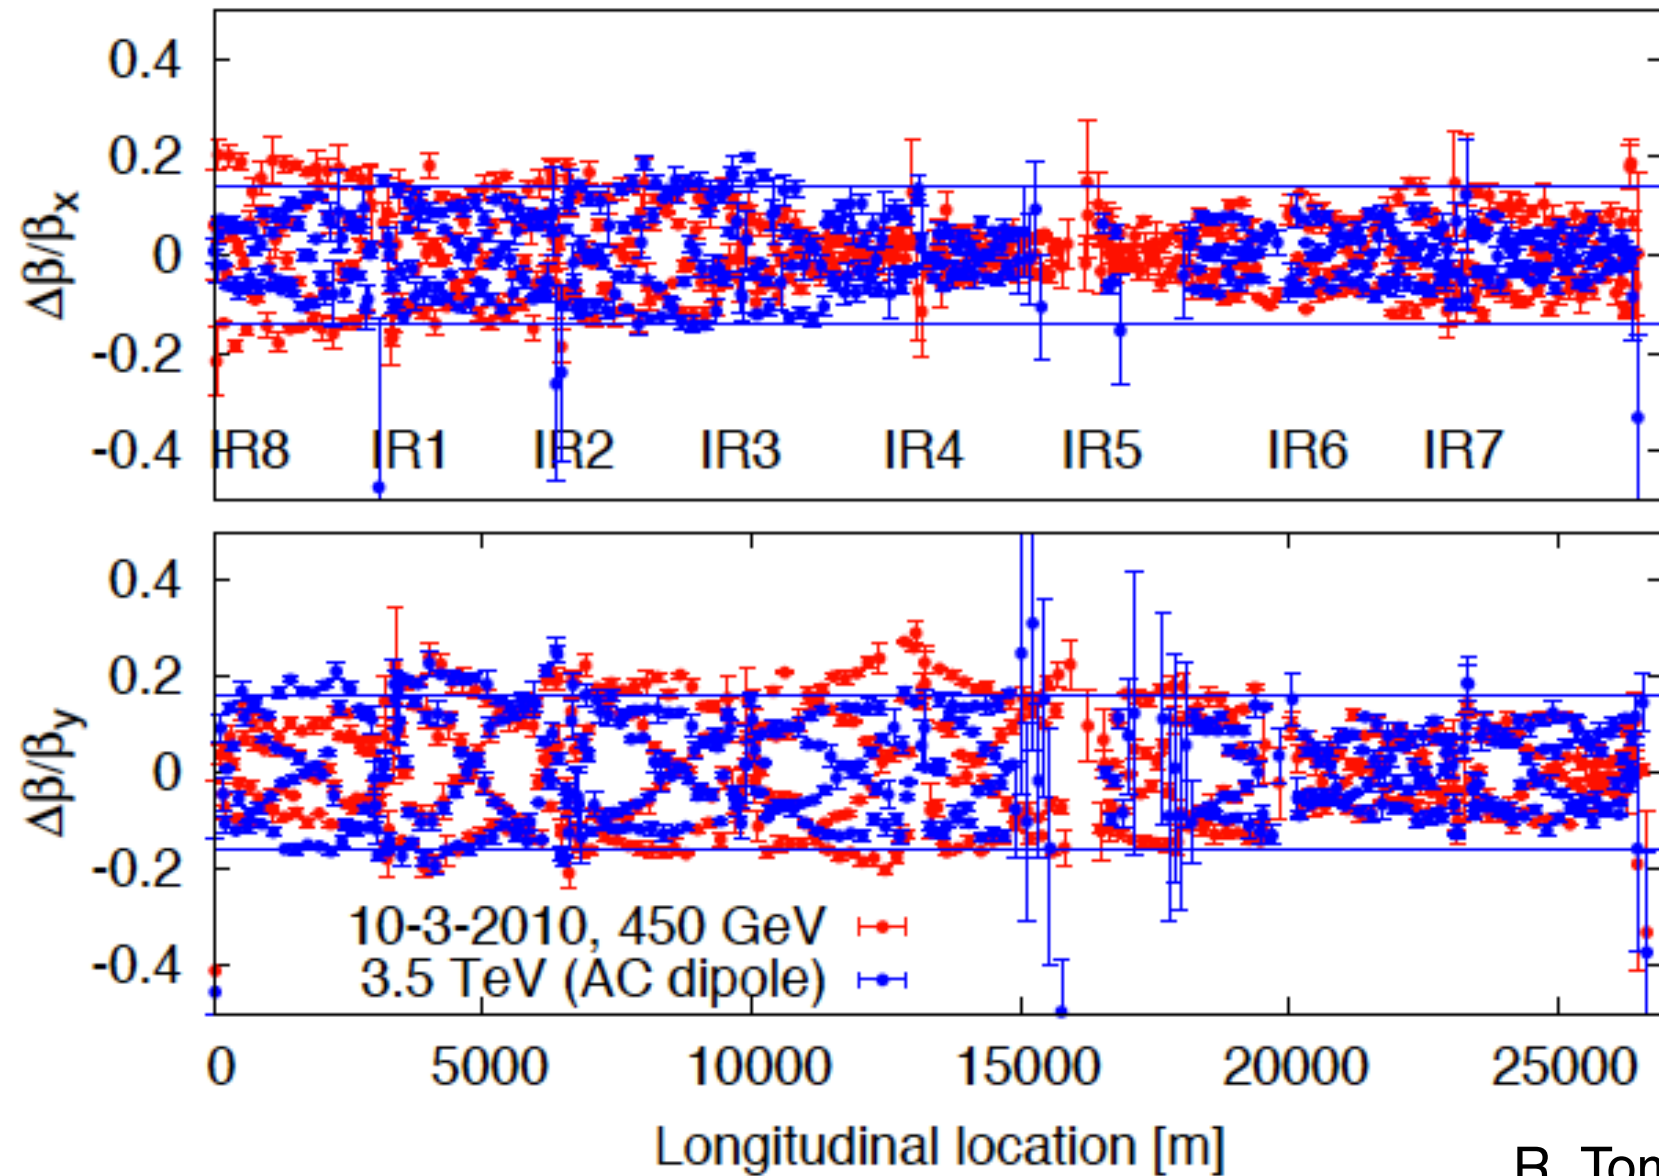 0.4
0.2
0
-0.2
-0.4
Δβ/βx
IR8 IR1 IR2 IR3 IR4 IR5 IR6 IR7
0.4
0.2
0
-0.2
-0.4
Δβ/βy
10-3-2010, 450 GeV
3.5 TeV (AC dipole)
0 5000 10000 15000 20000 25000
Longitudinal location [m]
R.